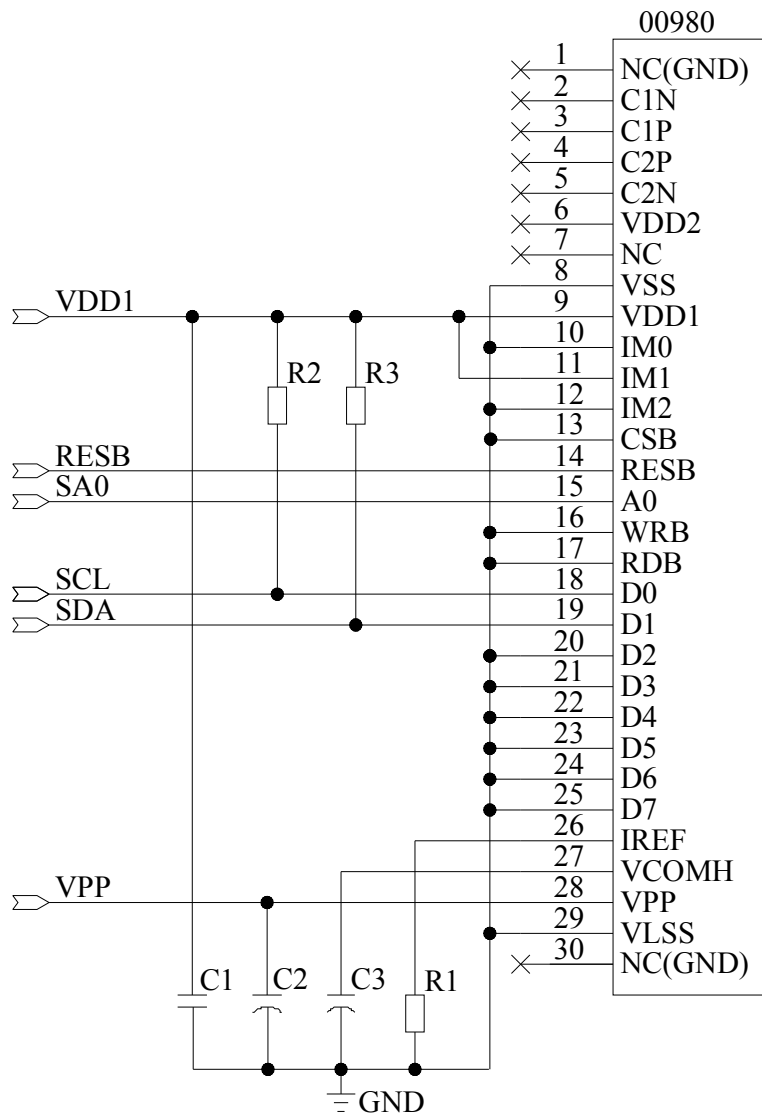 00980
1 NC(GND)
2 C1N
3 C1P
4 C2P
5 C2N
6 VDD2
7 NC
8 VSS
VDD1 9 VDD1
10 IM0
R2 R3 11 IM1
12 IM2
13 CSB
RESB 14 RESB
SA0 15 A0
16 WRB
17 RDB
SCL 18 D0
SDA 19 D1
20 D2
21 D3
22 D4
23 D5
24 D6
25 D7
26 IREF
27 VCOMH
VPP 28 VPP
29 VLSS
30 NC(GND)
C1 C2 C3 R1
GND